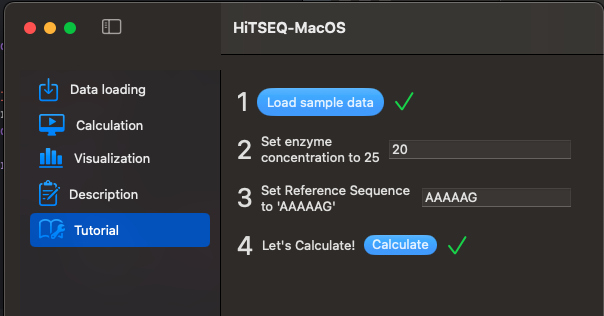 HiTSEQ-MacOS
Data loading
Calculation
Visualization
Description
Tutorial
1 Load sample data
2 Set enzyme
concentration to 25 20
3 Set Reference Sequence
to 'AAAAAG' AAAAAG
4 Let's Calculate! Calculate